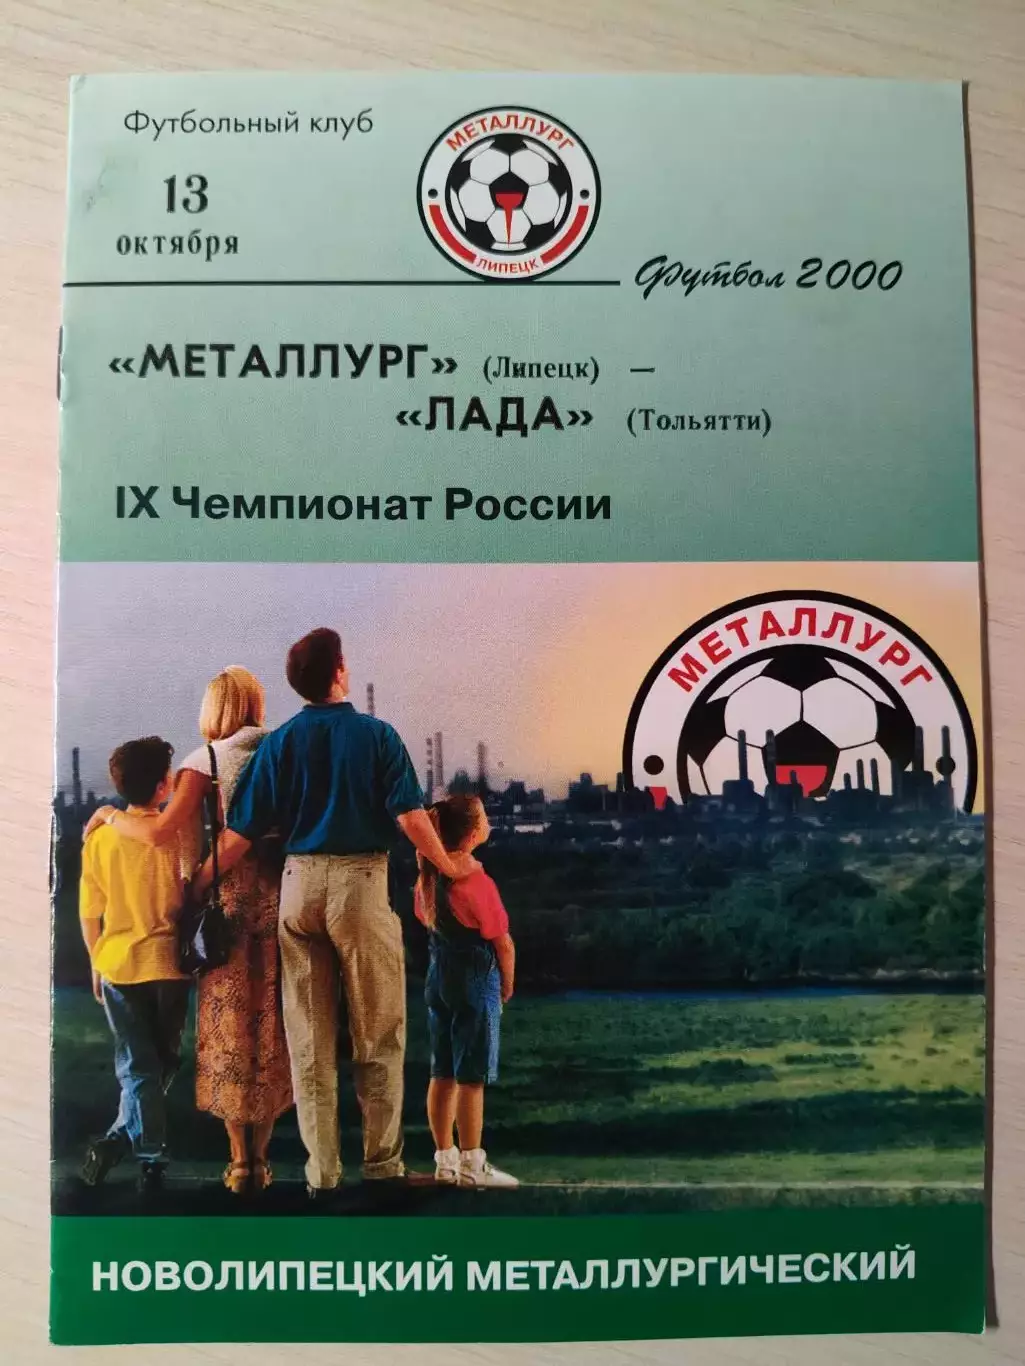 Футбольный клуб
МЕТАЛЛУРГ
ЛИПЕЦК
13
октября
Футбол 2000
«МЕТАЛЛУРГ» (Липецк) —
«ЛАДА» (Тольятти)
IX Чемпионат России
МЕТАЛЛУРГ
НОВОЛИПЕЦКИЙ МЕТАЛЛУРГИЧЕСКИЙ